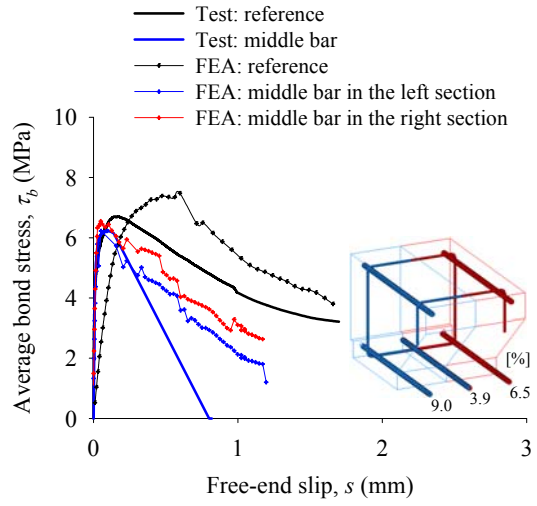 Test: reference
Test: middle bar
FEA: reference
FEA: middle bar in the left section
FEA: middle bar in the right section
Average bond stress, τb (MPa)
10
8
6
4
2
0
0
1
2
3
Free-end slip, s (mm)
[%]
9.0
3.9
6.5